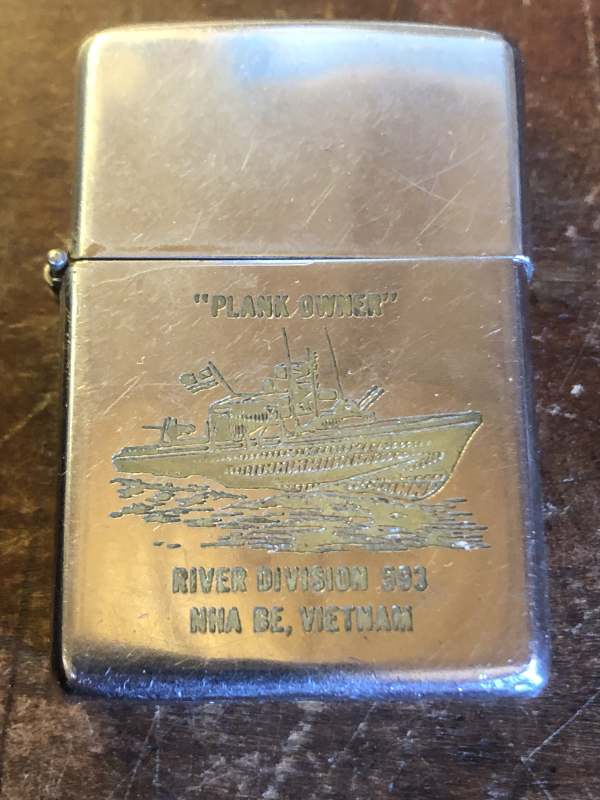 "PLANK OWNER"
RIVER DIVISION 593
NHA BE, VIETNAM